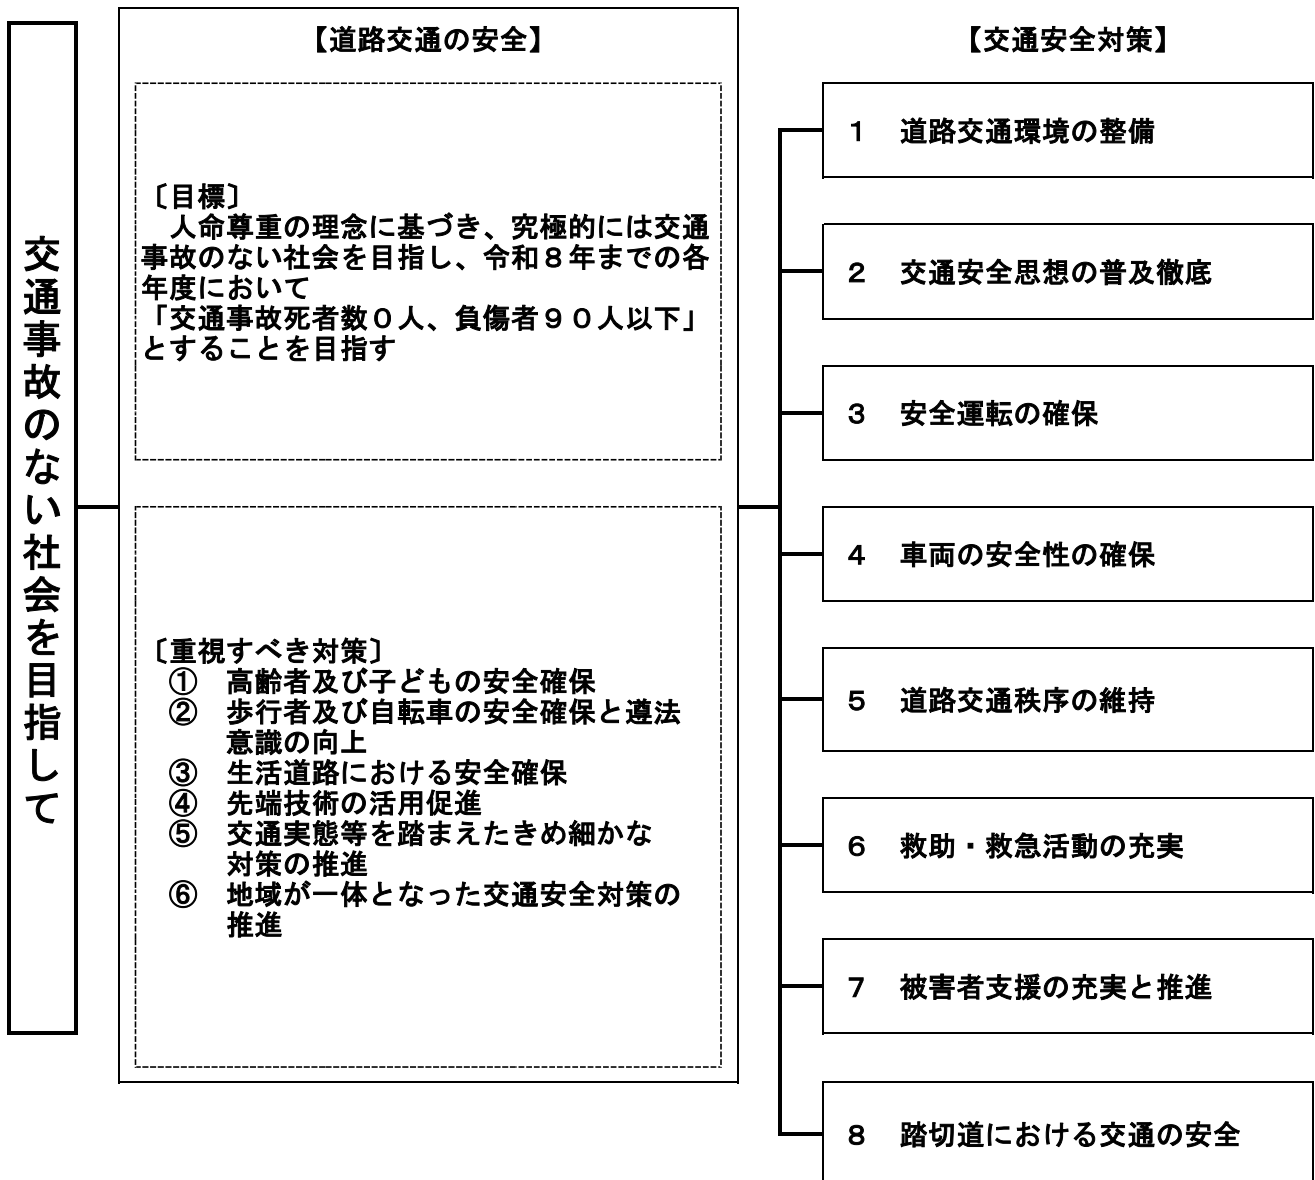 交通事故のない社会を目指して
【道路交通の安全】
〔目標〕
人命尊重の理念に基づき、究極的には交通
事故のない社会を目指し、令和８年までの各
年度において
「交通事故死者数０人、負傷者９０人以下」
とすることを目指す
〔重視すべき対策〕
① 高齢者及び子どもの安全確保
② 歩行者及び自転車の安全確保と遵法
意識の向上
③ 生活道路における安全確保
④ 先端技術の活用促進
⑤ 交通実態等を踏まえたきめ細かな
対策の推進
⑥ 地域が一体となった交通安全対策の
推進
【交通安全対策】
１ 道路交通環境の整備
２ 交通安全思想の普及徹底
３ 安全運転の確保
４ 車両の安全性の確保
５ 道路交通秩序の維持
６ 救助・救急活動の充実
７ 被害者支援の充実と推進
８ 踏切道における交通の安全